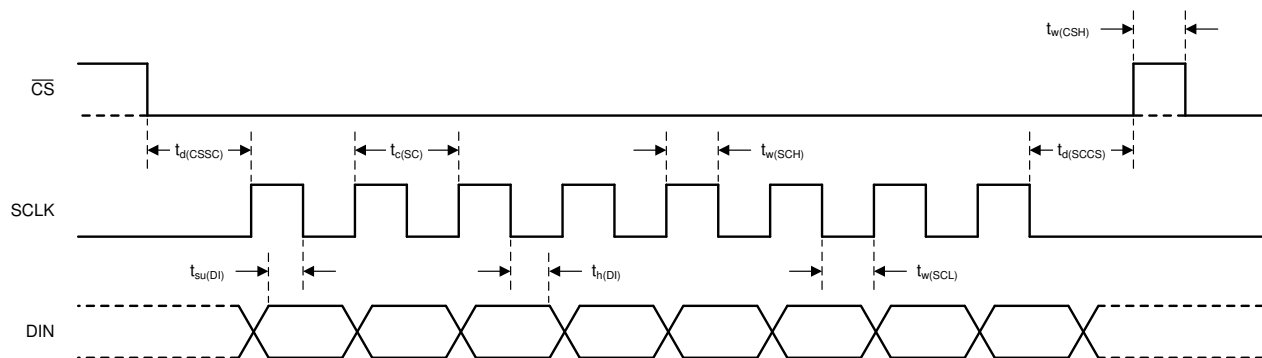 tw(CSH)
CS
td(CSSC)
tc(SC)
tw(SCH)
td(SCCS)
SCLK
tsu(DI)
th(DI)
tw(SCL)
DIN